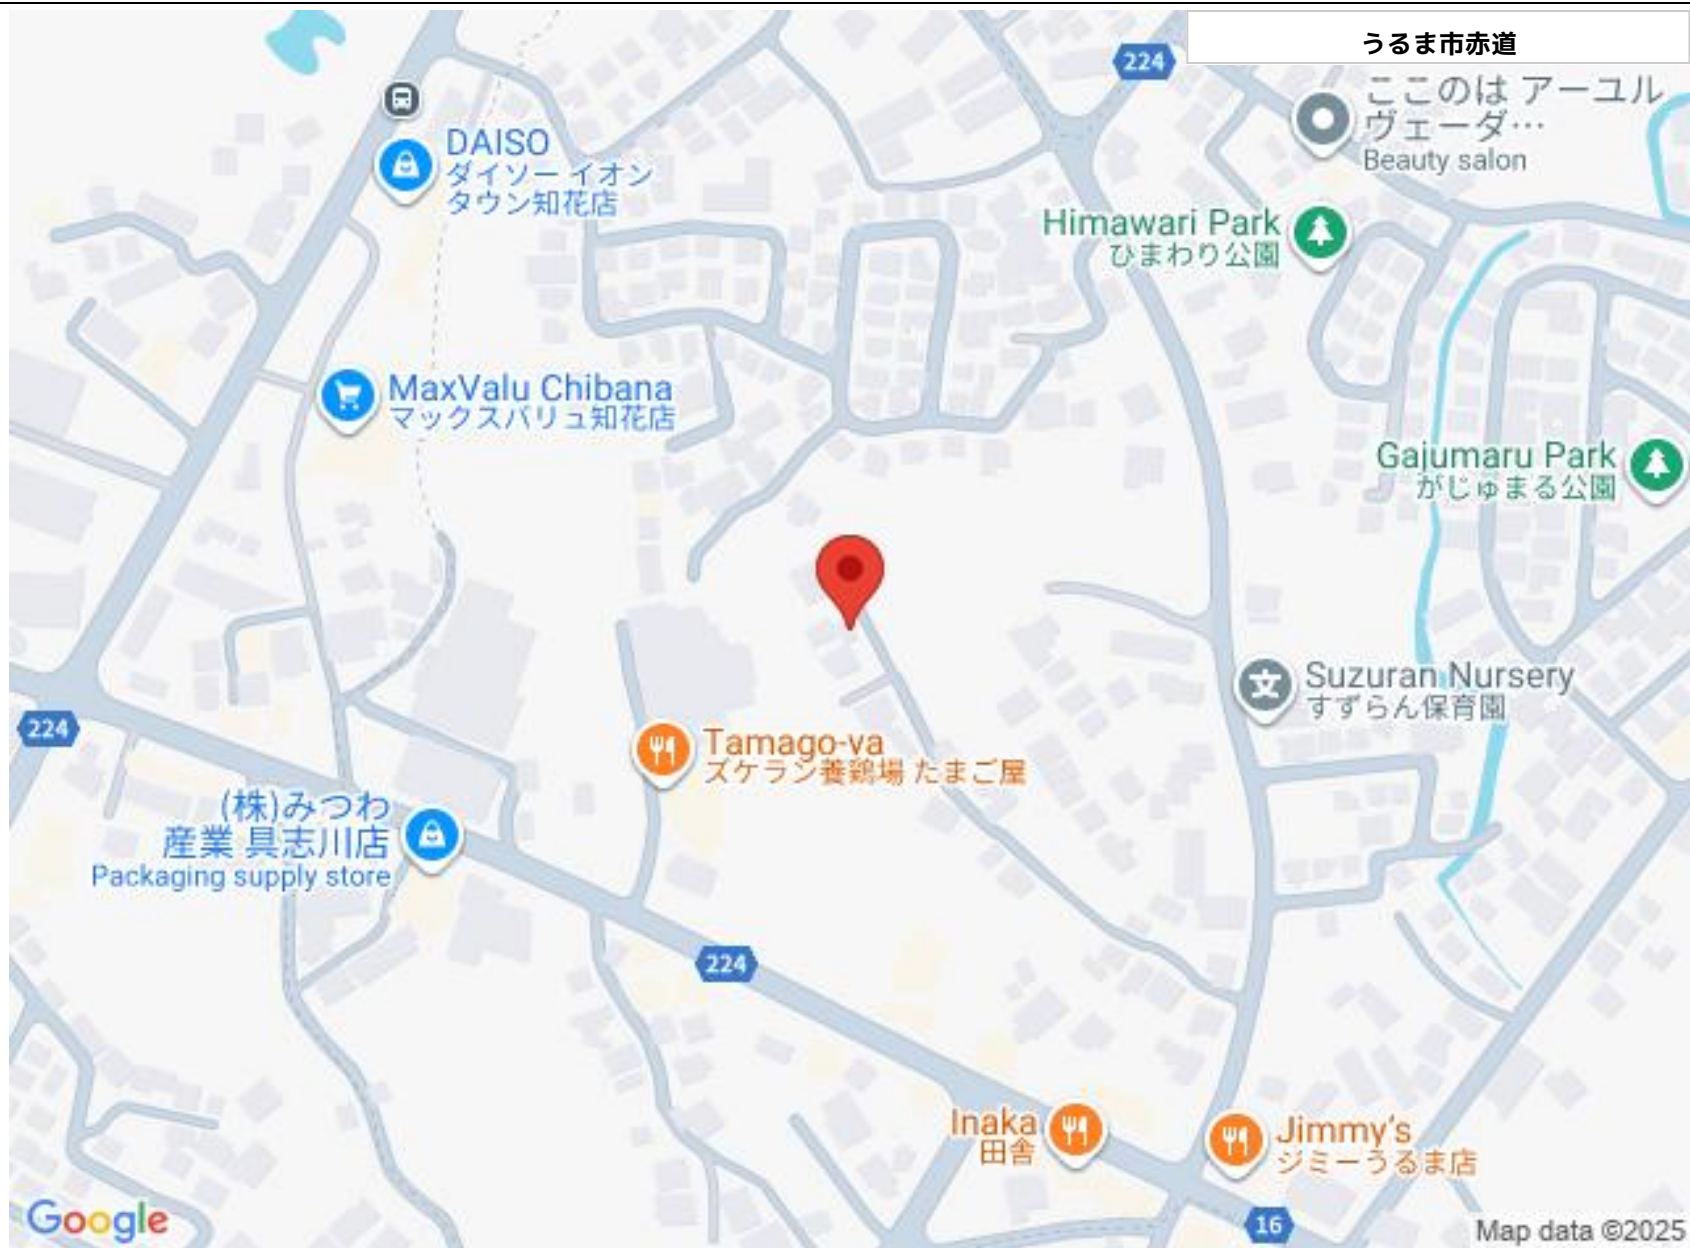 うるま市赤道
224
ここのは アーユル
ヴェーダ…
Beauty salon
DAISO
ダイソー イオン
タウン知花店
Himawari Park
ひまわり公園
MaxValu Chibana
マックスバリュ知花店
Gajumaru Park
がじゅまる公園
Suzuran Nursery
すずらん保育園
文
224
Tamago-ya
ズケラン養鶏場 たまご屋
(株)みつわ
産業 具志川店
Packaging supply store
224
Inaka
田舎
Jimmy's
ジミーうるま店
16
Google
Map data ©2025